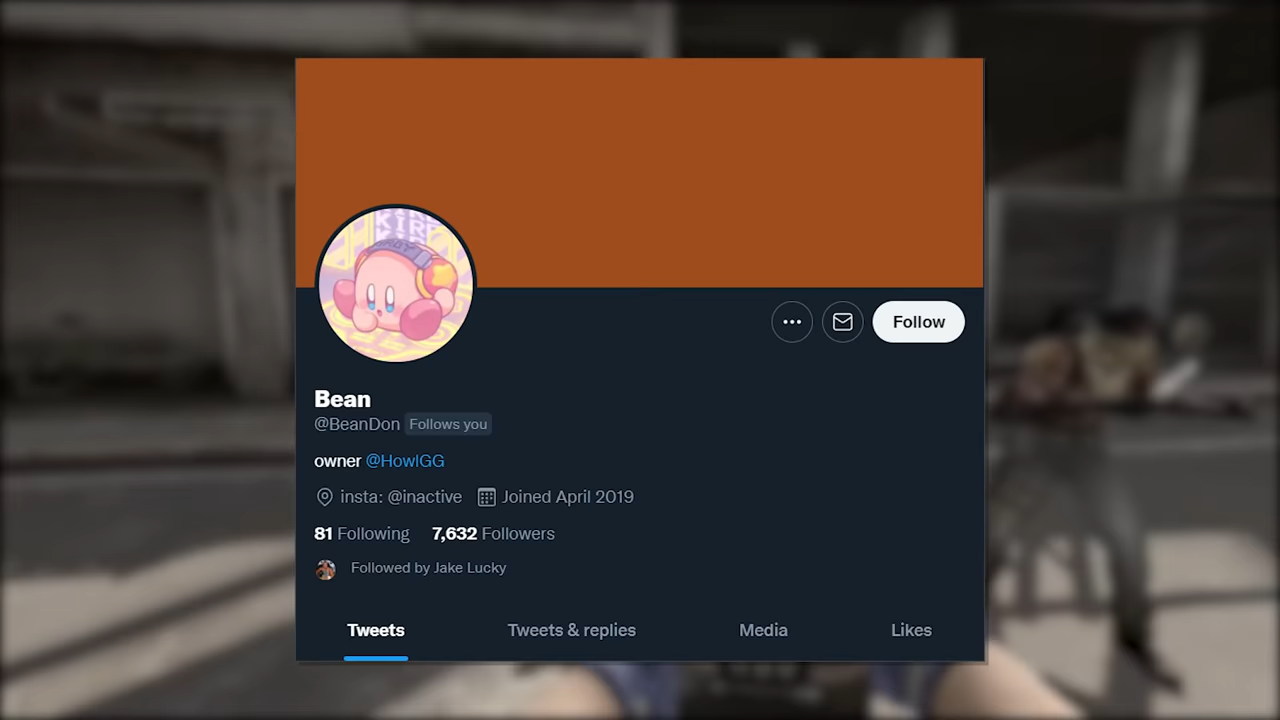 KIR
Follow
Bean
@BeanDon Follows you
owner @HowlGG
insta: @inactive Joined April 2019
81 Following 7,632 Followers
Followed by Jake Lucky
Tweets Tweets & replies Media Likes